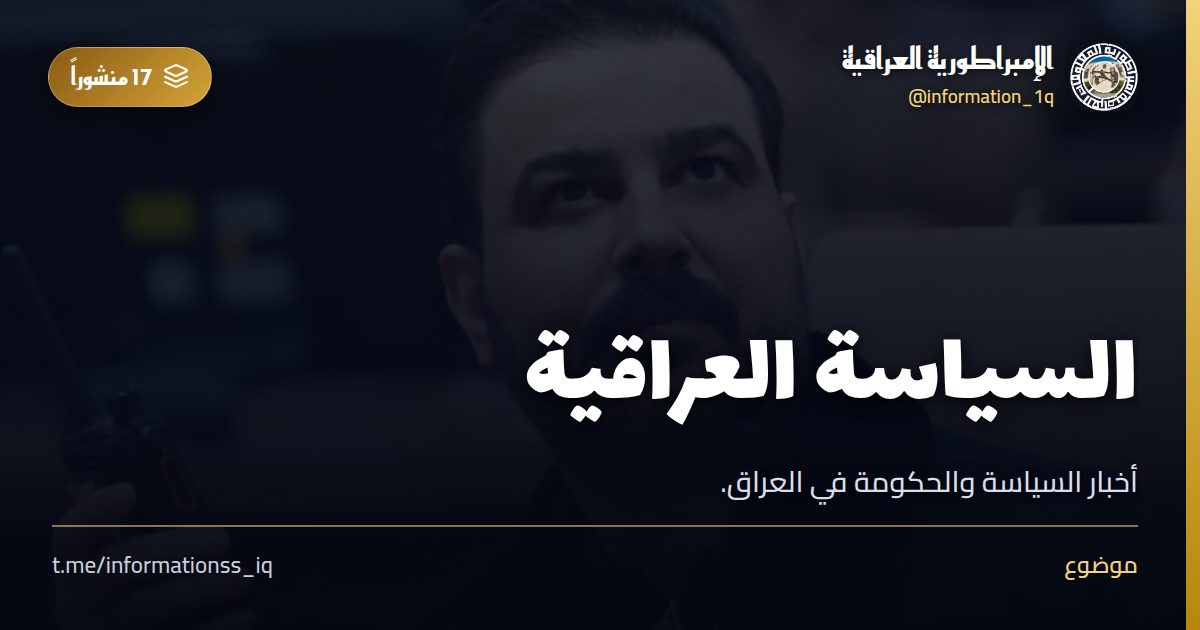 الإمبراطورية العراقية
@information_1q
17 منشوراً
السياسة العراقية
أخبار السياسة والحكومة في العراق.
موضوع
t.me/informationss_iq